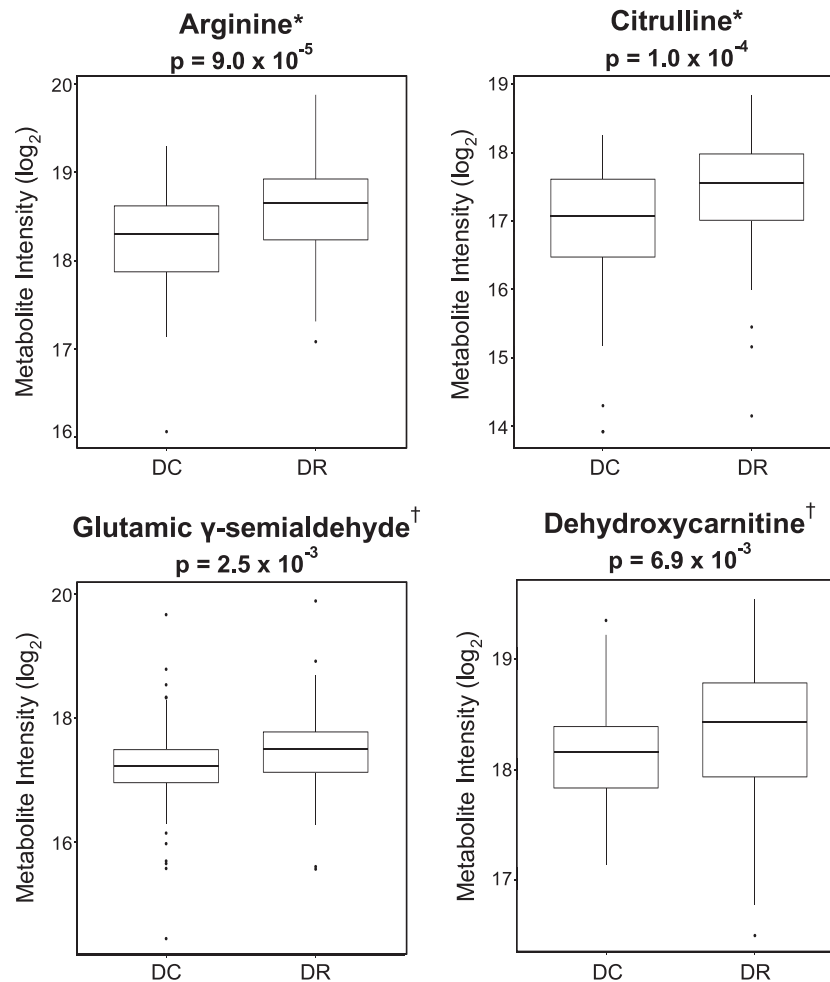 Arginine*
p = 9.0 x 10⁻⁵
Metabolite Intensity (log₂)
20
19
18
17
16
DC DR
Citrulline*
p = 1.0 x 10⁻⁴
Metabolite Intensity (log₂)
19
18
17
16
15
14
DC DR
Glutamic γ-semialdehyde†
p = 2.5 x 10⁻³
Metabolite Intensity (log₂)
20
18
17
16
DC DR
Dehydroxycarnitine†
p = 6.9 x 10⁻³
Metabolite Intensity (log₂)
19
18
17
DC DR